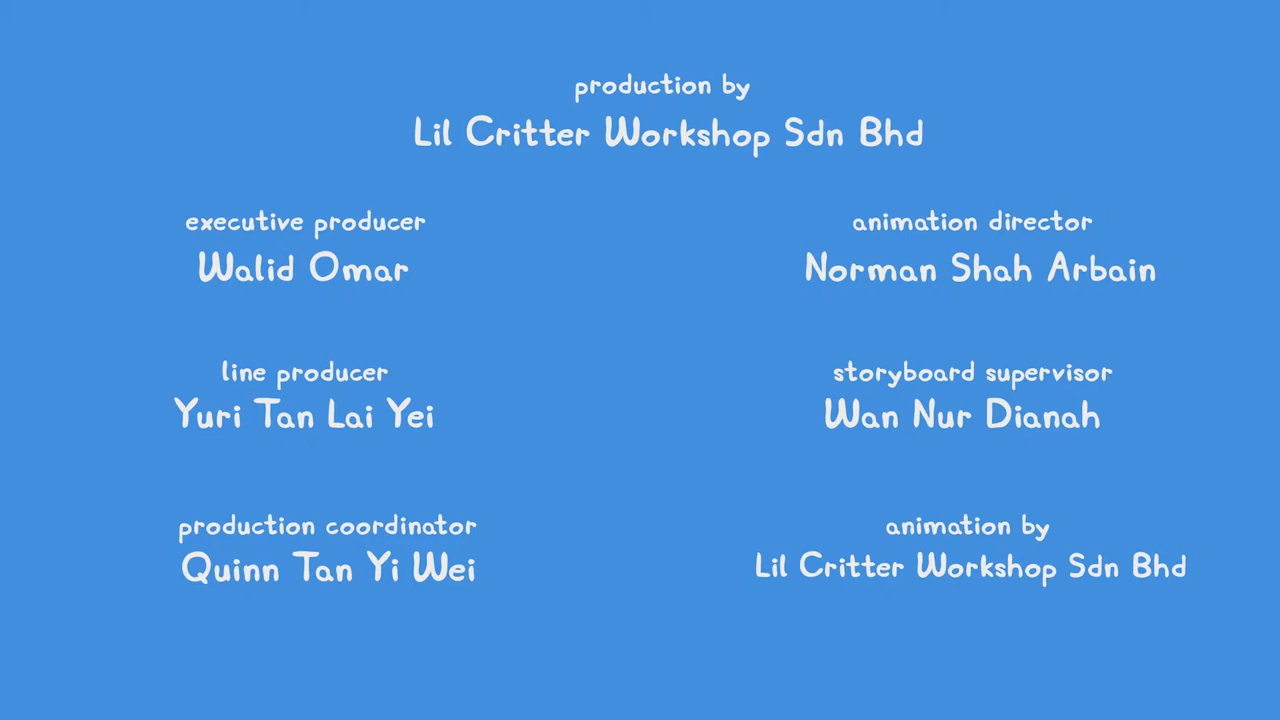 production by
Lil Critter Workshop Sdn Bhd
executive producer
Walid Omar
animation director
Norman Shah Arbain
line producer
Yuri Tan Lai Yei
storyboard supervisor
Wan Nur Dianah
production coordinator
Quinn Tan Yi Wei
animation by
Lil Critter Workshop Sdn Bhd